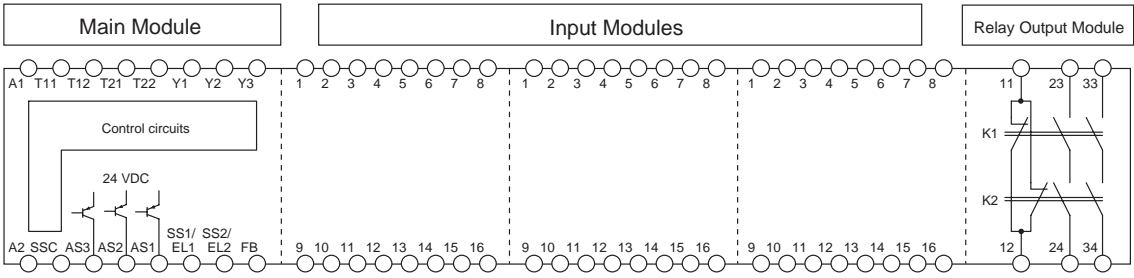 Main Module Input Modules Relay Output Module
A1 T11 T12 T21 T22 Y1 Y2 Y3 1 2 3 4 5 6 7 8 1 2 3 4 5 6 7 8 1 2 3 4 5 6 7 8 11 23 33
Control circuits
K1
24 VDC
K2
SS1/ SS2/
A2 SSC AS3 AS2 AS1 EL1 EL2 FB 9 10 11 12 13 14 15 16 9 10 11 12 13 14 15 16 9 10 11 12 13 14 15 16 12 24 34